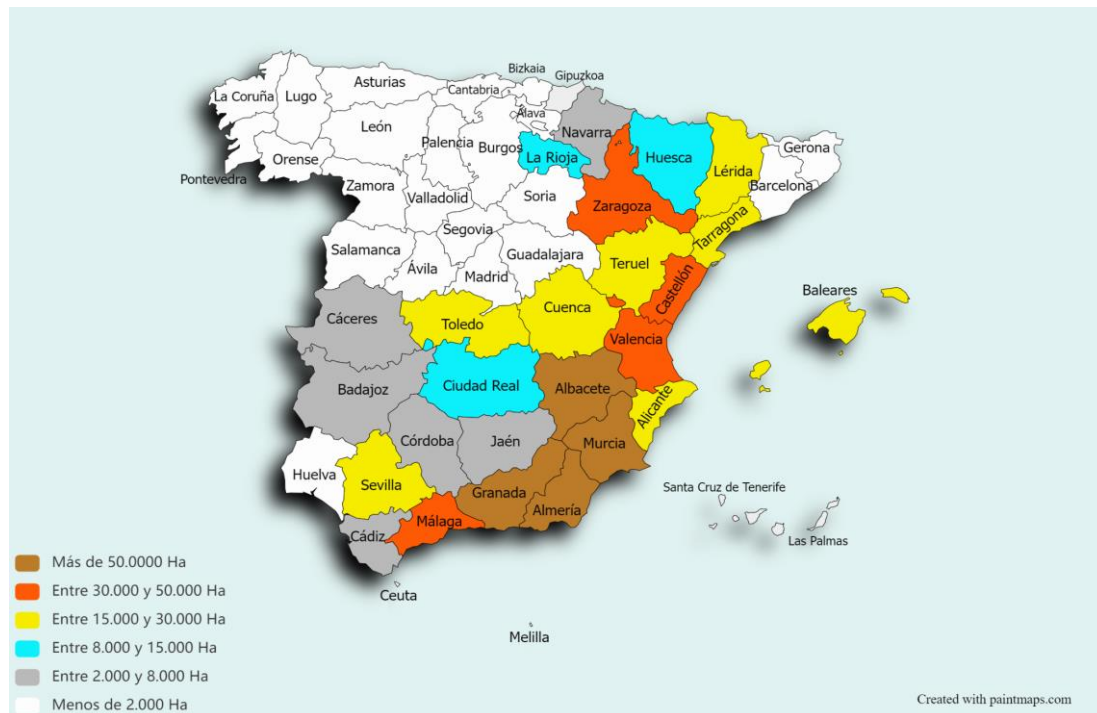 Bizkaia
Gipuzkoa
Asturias
Cantabria
La Coruña
Lugo
Álava
Navarra
León
Palencia
Burgos
La Rioja
Huesca
Gerona
Lérida
Barcelona
Orense
Pontevedra
Zamora
Valladolid
Soria
Zaragoza
Tarragona
Segovia
Salamanca
Ávila
Madrid
Guadalajara
Teruel
Castellón
Baleares
Cáceres
Toledo
Cuenca
Valencia
Badajoz
Ciudad Real
Albacete
Alicante
Córdoba
Jaén
Murcia
Huelva
Sevilla
Granada
Almería
Málaga
Cádiz
Santa Cruz de Tenerife
Las Palmas
Ceuta
Melilla
Más de 50.0000 Ha
Entre 30.000 y 50.000 Ha
Entre 15.000 y 30.000 Ha
Entre 8.000 y 15.000 Ha
Entre 2.000 y 8.000 Ha
Menos de 2.000 Ha
Created with paintmaps.com